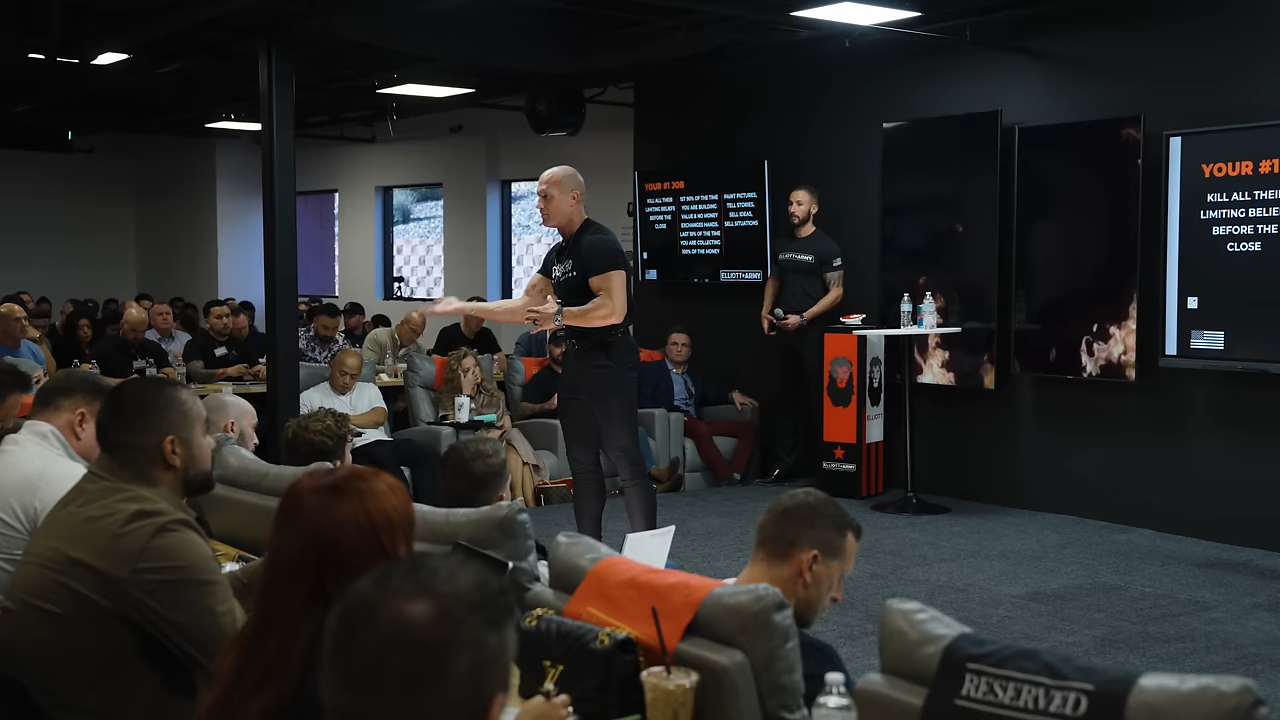 YOUR #1 JOB
KILL ALL THEIR
LIMITING BELIEFS
BEFORE THE
CLOSE
1ST 90% OF THE TIME
YOU ARE BUILDING
VALUE & NO MONEY
EXCHANGES HANDS.
LAST 10% OF THE TIME
YOU ARE COLLECTING
100% OF THE MONEY
PAINT PICTURES,
TELL STORIES,
SELL IDEAS,
SELL SITUATIONS
ELLIOTT★ARMY
ELLIOTT★ARMY
YOUR #1
KILL ALL THEIR
LIMITING BELIE
BEFORE THE
CLOSE
ELLIOTT
ELLIOTT★ARMY
RESERVED